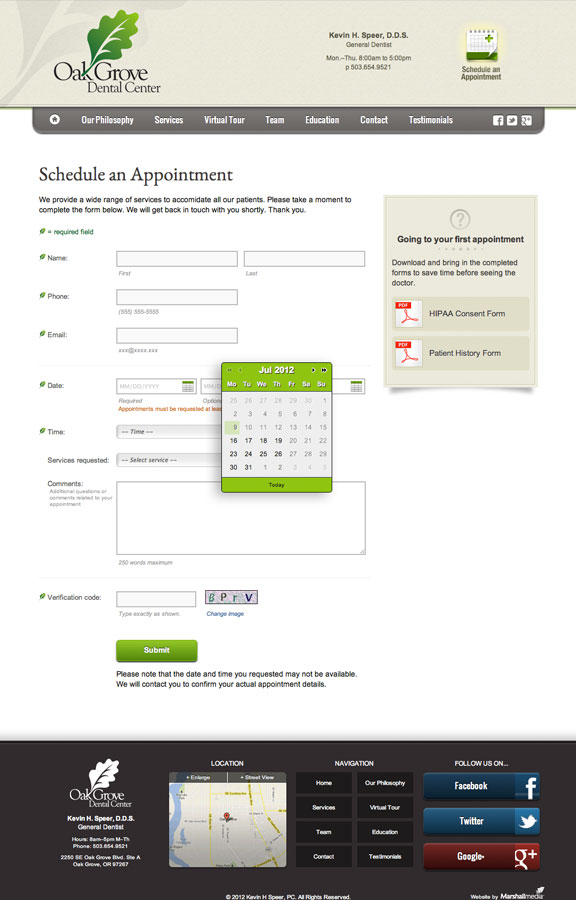 Oak Grove
Dental Center
Kevin H. Speer, D.D.S.
General Dentist
Mon.–Thu. 8:00am to 5:00pm
p 503.654.9521
Schedule an
Appointment
Our Philosophy Services Virtual Tour Team Education Contact Testimonials
Schedule an Appointment
We provide a wide range of services to accomidate all our patients. Please take a moment to
complete the form below. We will get back in touch with you shortly. Thank you.
= required field
Name:
First Last
Phone:
(555) 555-5555
Email:
xxx@xxxx.xxx
Date: MM/DD/YYYY MM/D
Required Option
Appointments must be requested at leas
Time: -- Time --
Services requested: -- Select service --
Comments:
Additional questions or
comments related to your
appointment
250 words maximum
Jul 2012
Mo Tu We Th Fr Sa Su
25 26 27 28 29 30 1
2 3 4 5 6 7 8
9 10 11 12 13 14 15
16 17 18 19 20 21 22
23 24 25 26 27 28 29
30 31 1 2 3 4 5
Today
Verification code: B P r V
Type exactly as shown. Change image
Submit
Please note that the date and time you requested may not be available.
We will contact you to confirm your actual appointment details.
?
Going to your first appointment
Download and bring in the completed
forms to save time before seeing the
doctor.
PDF HIPAA Consent Form
PDF Patient History Form
Oak Grove
Dental Center
Kevin H. Speer, D.D.S.
General Dentist
Hours: 8am–5pm M–Th
Phone: 503.654.9521
2250 SE Oak Grove Blvd. Ste A
Oak Grove, OR 97267
LOCATION
+ Enlarge + Street View
NAVIGATION
Home Our Philosophy
Services Virtual Tour
Team Education
Contact Testimonials
FOLLOW US ON...
Facebook
Twitter
Google+
© 2012 Kevin H Speer, PC. All Rights Reserved.
Website by Marshallmedia